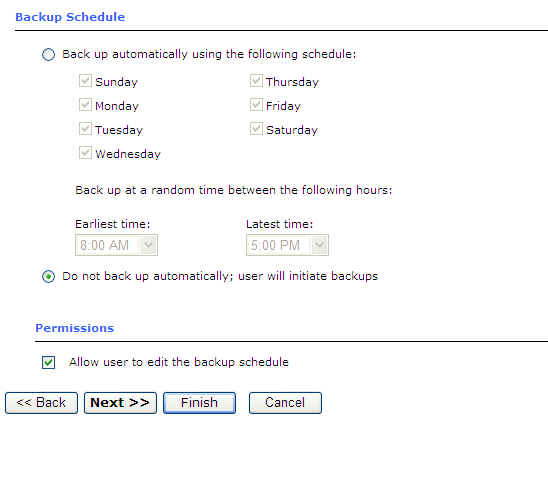 Backup Schedule
Back up automatically using the following schedule:
Sunday Thursday
Monday Friday
Tuesday Saturday
Wednesday
Back up at a random time between the following hours:
Earliest time: Latest time:
8:00 AM 5:00 PM
Do not back up automatically; user will initiate backups
Permissions
Allow user to edit the backup schedule
<< Back Next >> Finish Cancel